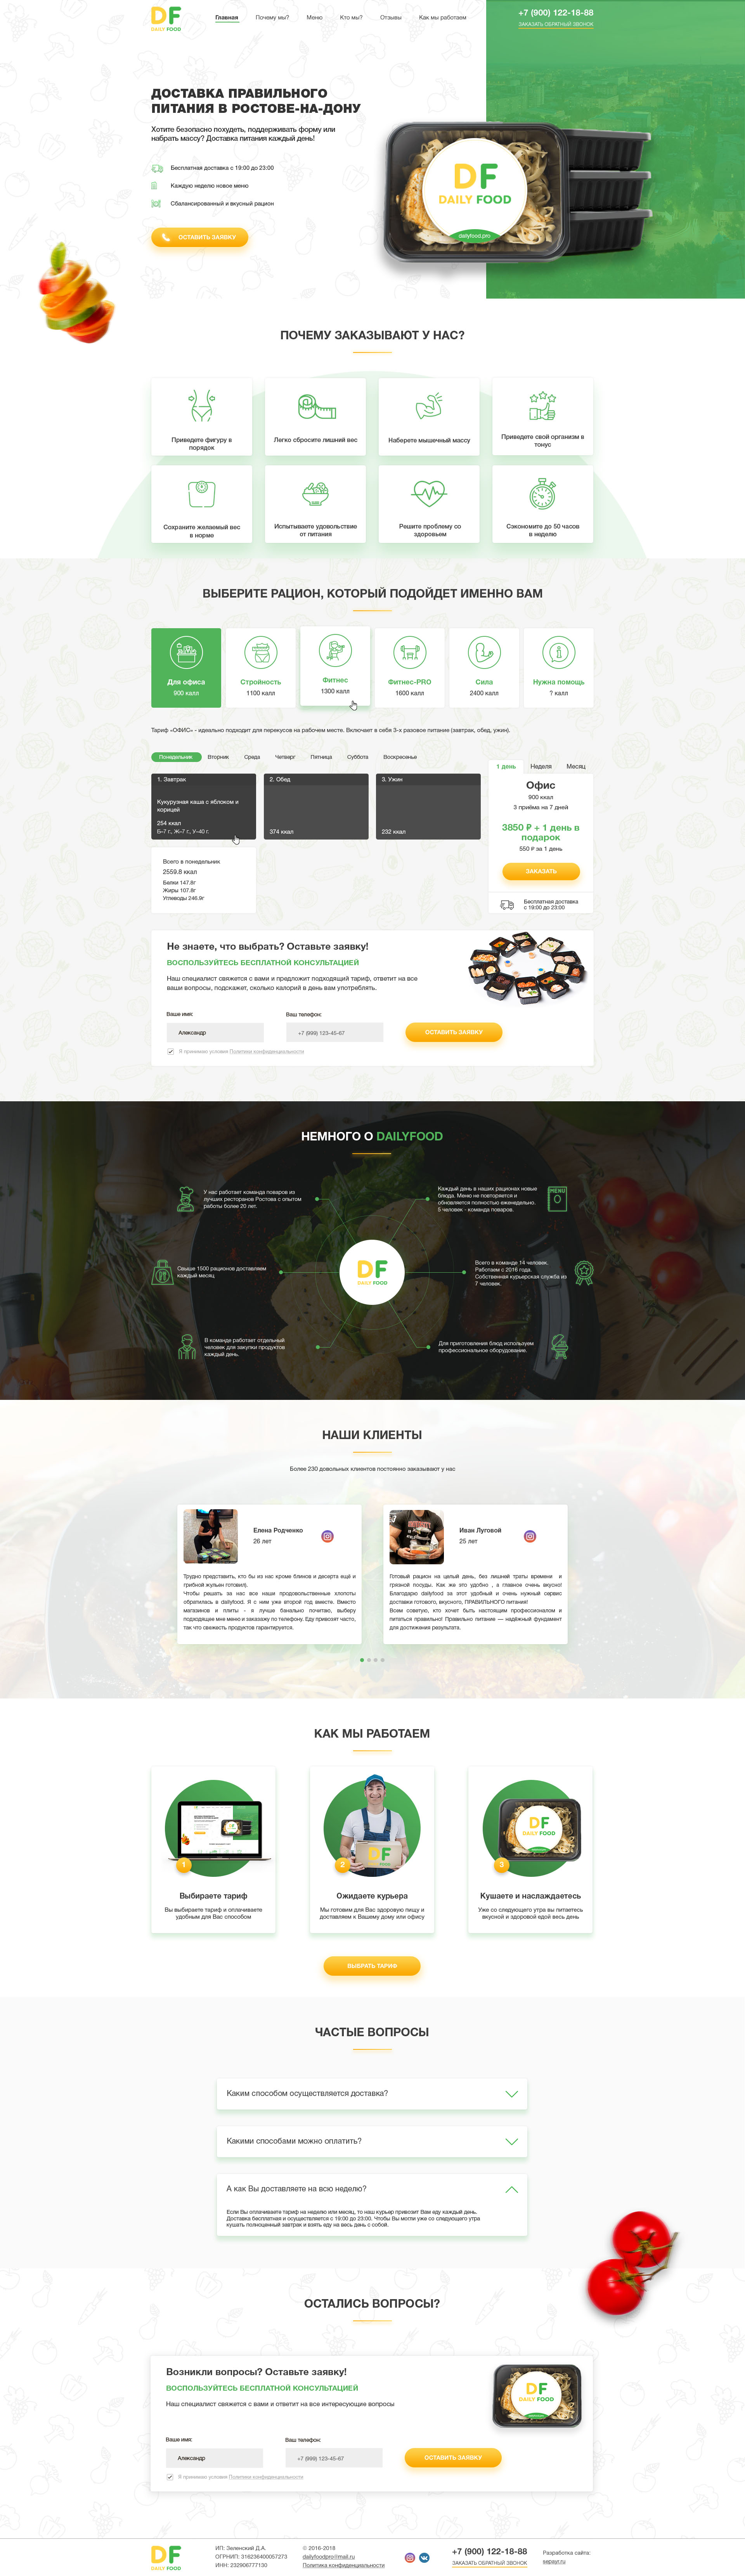 DF
DAILY FOOD
Главная
Почему мы?
Меню
Кто мы?
Отзывы
Как мы работаем
+7 (900) 122-18-88
ЗАКАЗАТЬ ОБРАТНЫЙ ЗВОНОК
ДОСТАВКА ПРАВИЛЬНОГО
ПИТАНИЯ В РОСТОВЕ-НА-ДОНУ
Хотите безопасно похудеть, поддерживать форму или
набрать массу? Доставка питания каждый день!
Бесплатная доставка с 19:00 до 23:00
Каждую неделю новое меню
Сбалансированный и вкусный рацион
ОСТАВИТЬ ЗАЯВКУ
DF
DAILY FOOD
dailyfood.pro
ПОЧЕМУ ЗАКАЗЫВАЮТ У НАС?
Приведете фигуру в
порядок
Легко сбросите лишний вес
Наберете мышечный массу
Приведете свой организм в
тонус
Сохраните желаемый вес
в норме
Испытываете удовольствие
от питания
Решите проблему со
здоровьем
Сэкономите до 50 часов
в неделю
ВЫБЕРИТЕ РАЦИОН, КОТОРЫЙ ПОДОЙДЕТ ИМЕННО ВАМ
Для офиса
900 калл
Стройность
1100 калл
Фитнес
1300 калл
Фитнес-PRO
1600 калл
Сила
2400 калл
Нужна помощь
? калл
Тариф «ОФИС» - идеально подходит для перекусов на рабочем месте. Включает в себя 3-х разовое питание (завтрак, обед, ужин).
Понедельник
Вторник
Среда
Четверг
Пятница
Суббота
Воскресенье
1. Завтрак
Кукурузная каша с яблоком и
корицей
254 ккал
Б–7 г., Ж–7 г., У–40 г.
2. Обед
374 ккал
3. Ужин
232 ккал
Всего в понедельник
2559.8 ккал
Белки 147.8г
Жиры 107.8г
Углеводы 246.9г
1 день
Неделя
Месяц
Офис
900 ккал
3 приёма на 7 дней
3850 ₽ + 1 день в
подарок
550 ₽ за 1 день
ЗАКАЗАТЬ
Бесплатная доставка
с 19:00 до 23:00
Не знаете, что выбрать? Оставьте заявку!
ВОСПОЛЬЗУЙТЕСЬ БЕСПЛАТНОЙ КОНСУЛЬТАЦИЕЙ
Наш специалист свяжется с вами и предложит подходящий тариф, ответит на все
ваши вопросы, подскажет, сколько калорий в день вам употреблять.
Ваше имя:
Ваш телефон:
Александр
+7 (999) 123-45-67
ОСТАВИТЬ ЗАЯВКУ
Я принимаю условия Политики конфиденциальности
НЕМНОГО О DAILYFOOD
У нас работает команда поваров из
лучших ресторанов Ростова с опытом
работы более 20 лет.
Каждый день в наших рационах новые
блюда. Меню не повторяется и
обновляется полностью еженедельно.
5 человек - команда поваров.
MENU
Свыше 1500 рационов доставляем
каждый месяц
DF
DAILY FOOD
Всего в команде 14 человек.
Работаем с 2016 года.
Собственная курьерская служба из
7 человек.
В команде работает отдельный
человек для закупки продуктов
каждый день.
Для приготовления блюд используем
профессиональное оборудование.
НАШИ КЛИЕНТЫ
Более 230 довольных клиентов постоянно заказывают у нас
Елена Родченко
26 лет
Трудно представить, кто бы из нас кроме блинов и десерта ещё и
грибной жульен готовил).
Чтобы решать за нас все наши продовольственные хлопоты
обратилась в dailyfood. Я с ним уже второй год вместе. Вместо
магазинов и плиты - я лучше банально почитаю, выберу
подходящие мне меню и заказажу по телефону. Еду привозят часто,
так что свежесть продуктов гарантируется.
Иван Луговой
25 лет
Готовый рацион на целый день, без лишней траты времени и
грязной посуды. Как же это удобно , а главное очень вкусно!
Благодарю dailyfood за этот удобный и очень нужный сервис
доставки готового, вкусного, ПРАВИЛЬНОГО питания!
Всем советую, кто хочет быть настоящим профессионалом и
питаться правильно! Правильно питание — надёжный фундамент
для достижения результата.
КАК МЫ РАБОТАЕМ
1
Выбираете тариф
Вы выбираете тариф и оплачиваете
удобным для Вас способом
DF
DAILY FOOD
2
Ожидаете курьера
Мы готовим для Вас здоровую пищу и
доставляем к Вашему дому или офису
DF
DAILY FOOD
3
Кушаете и наслаждаетесь
Уже со следующего утра вы питаетесь
вкусной и здоровой едой весь день
ВЫБРАТЬ ТАРИФ
ЧАСТЫЕ ВОПРОСЫ
Каким способом осуществляется доставка?
Какими способами можно оплатить?
А как Вы доставляете на всю неделю?
Если Вы оплачиваете тариф на неделю или месяц, то наш курьер привозит Вам еду каждый день.
Доставка бесплатная и осуществляется с 19:00 до 23:00. Чтобы Вы могли уже со следующего утра
кушать полноценный завтрак и взять еду на весь день с собой.
ОСТАЛИСЬ ВОПРОСЫ?
Возникли вопросы? Оставьте заявку!
ВОСПОЛЬЗУЙТЕСЬ БЕСПЛАТНОЙ КОНСУЛЬТАЦИЕЙ
Наш специалист свяжется с вами и ответит на все интересующие вопросы
DF
DAILY FOOD
Ваше имя:
Ваш телефон:
Александр
+7 (999) 123-45-67
ОСТАВИТЬ ЗАЯВКУ
Я принимаю условия Политики конфиденциальности
DF
DAILY FOOD
ИП: Зеленский Д.А.
ОГРНИП: 316236400057273
ИНН: 232906777130
© 2016-2018
dailyfoodpro@mail.ru
Политика конфиденциальности
+7 (900) 122-18-88
ЗАКАЗАТЬ ОБРАТНЫЙ ЗВОНОК
Разработка сайта: